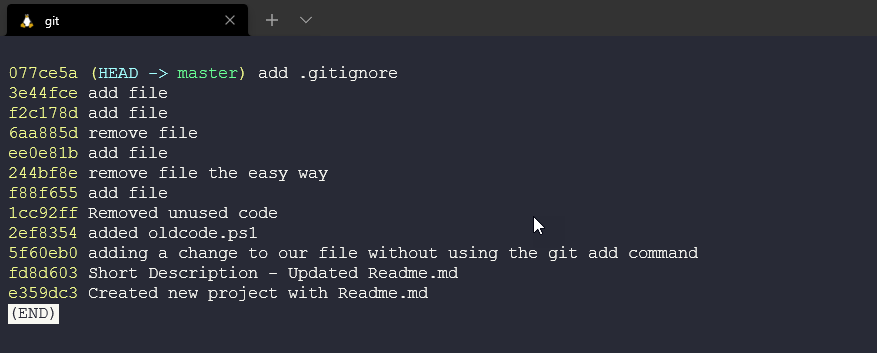 git
077ce5a (HEAD -> master) add .gitignore
3e44fce add file
f2c178d add file
6aa885d remove file
ee0e81b add file
244bf8e remove file the easy way
f88f655 add file
1cc92ff Removed unused code
2ef8354 added oldcode.ps1
5f60eb0 adding a change to our file without using the git add command
fd8d603 Short Description - Updated Readme.md
e359dc3 Created new project with Readme.md
(END)